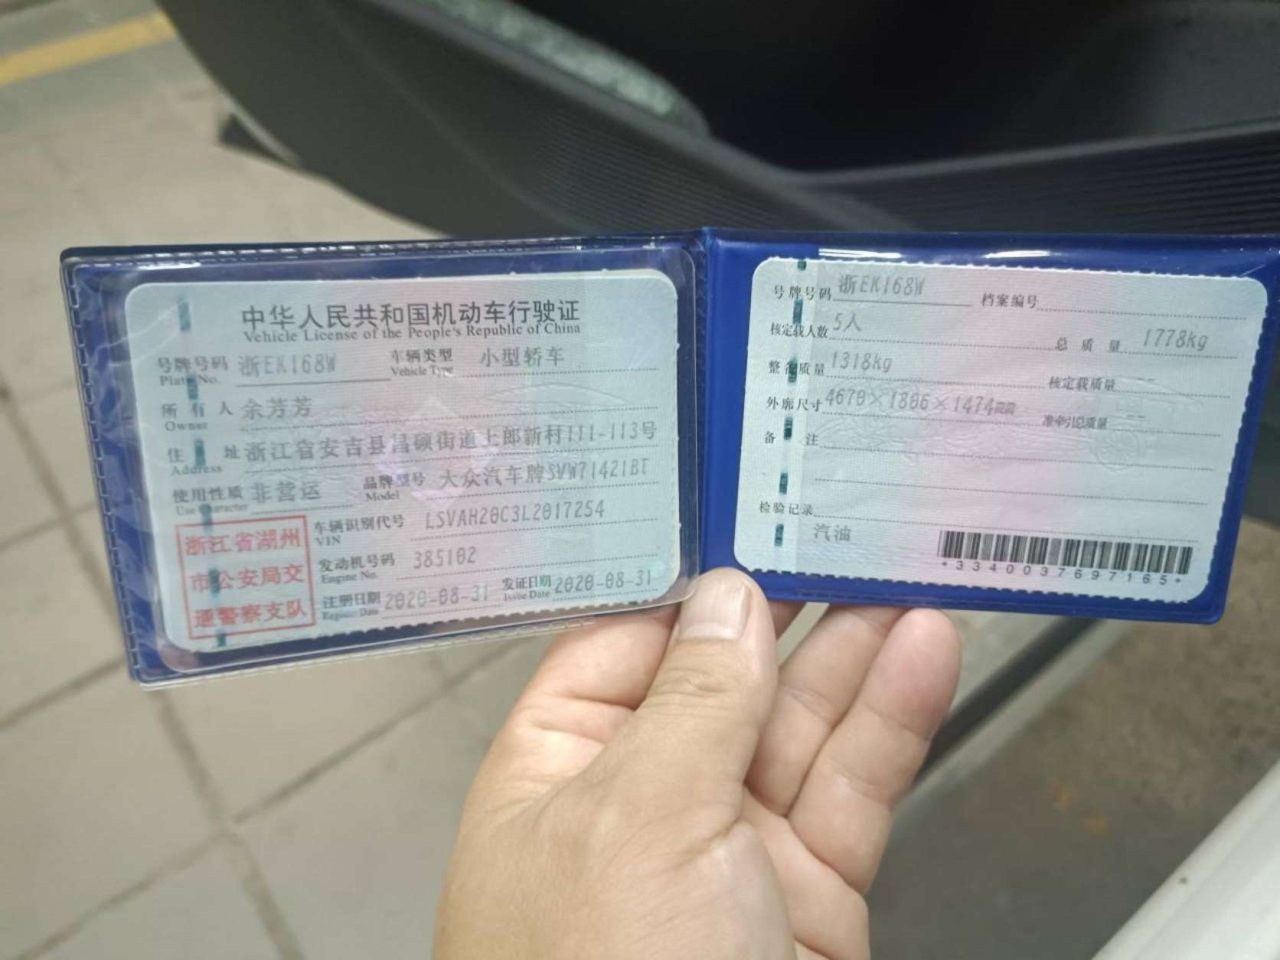 中华人民共和国机动车行驶证
Vehicle License of the People's Republic of China
号牌号码 浙EK168W 车辆类型 小型轿车
Plate No. Vehicle Type
所有人 余芳芳
Owner
住址 浙江省安吉县昌硕街道上郎新村111-113号
Address
使用性质 非营运 品牌型号 大众汽车牌SVW71421BT
Use Character Model
车辆识别代号 LSVAH20C3L2017254
VIN
发动机号码 385102
Engine No.
注册日期 2020-08-31 发证日期 2020-08-31
Register Date Issue Date
浙江省湖州
市公安局交
通警察支队
号牌号码 浙EK168W 档案编号
核定载人数 5人 总质量 1778kg
整备质量 1318kg 核定载质量 --
外廓尺寸 4670×1806×1474mm 准牵引总质量 --
备注
检验记录
汽油
*3340037697165*